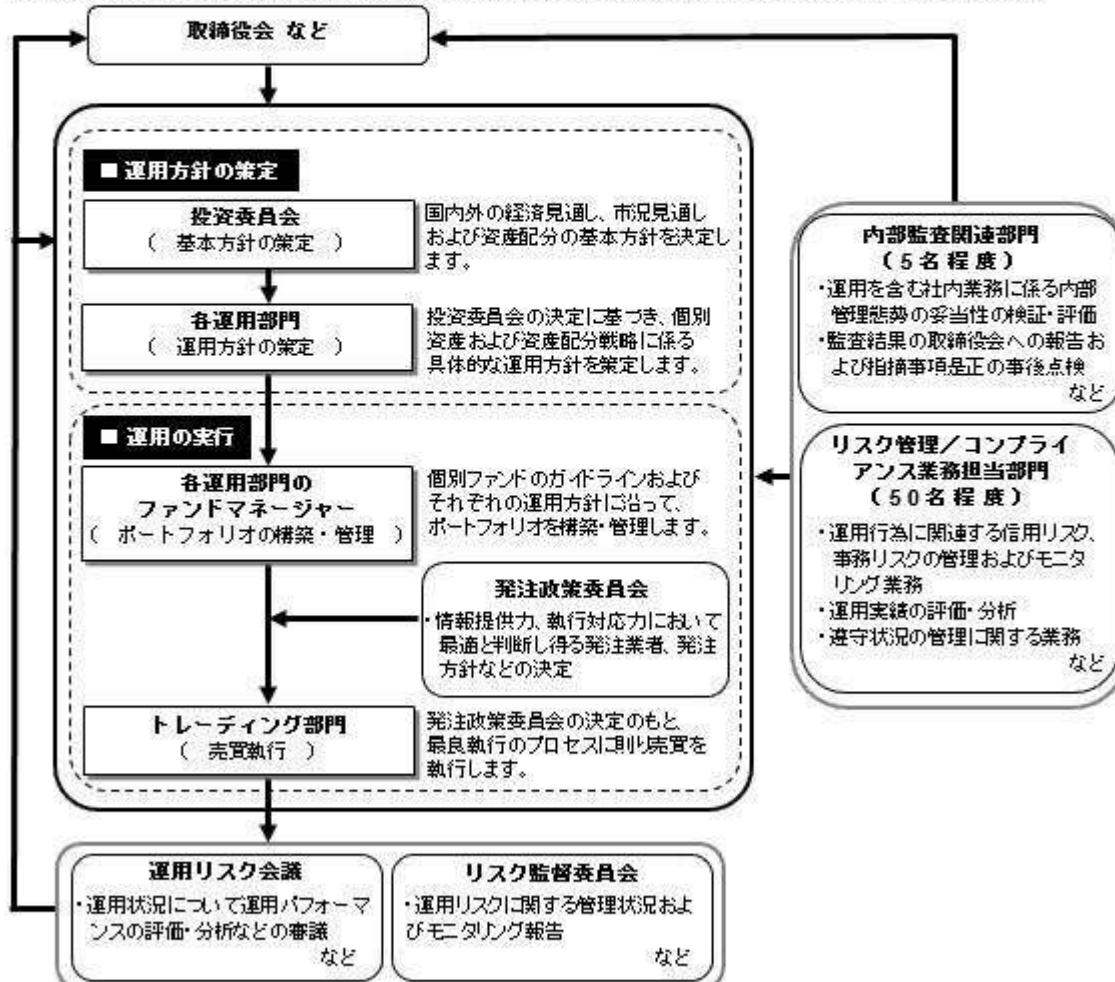 取締役会 など
■ 運用方針の策定
投資委員会
( 基本方針の策定 )
国内外の経済見通し、市況見通し
および資産配分の基本方針を決定し
ます。
各運用部門
( 運用方針の策定 )
投資委員会の決定に基づき、個別
資産および資産配分戦略に係る
具体的な運用方針を策定します。
■ 運用の実行
各運用部門の
ファンドマネージャー
( ポートフォリオの構築・管理 )
個別ファンドのガイドラインおよび
それぞれの運用方針に沿って、
ポートフォリオを構築・管理します。
発注政策委員会
・情報提供力、執行対応力において
最適と判断し得る発注業者、発注
方針などの決定
トレーディング部門
( 売買執行 )
発注政策委員会の決定のもと
最良執行のプロセスに則り売買を
執行します。
運用リスク会議
・運用状況について運用パフォーマ
ンスの評価・分析などの審議
など
リスク監督委員会
・運用リスクに関する管理状況およ
びモニタリング報告
など
内部監査関連部門
(5名程度)
・運用を含む社内業務に係る内部
管理態勢の妥当性の検証・評価
・監査結果の取締役会への報告お
よび指摘事項是正の事後点検
など
リスク管理/コンプライ
アンス業務担当部門
(50名程度)
・運用行為に関連する信用リスク、
事務リスクの管理およびモニタ
リング業務
・運用実績の評価・分析
・遵守状況の管理に関する業務
など